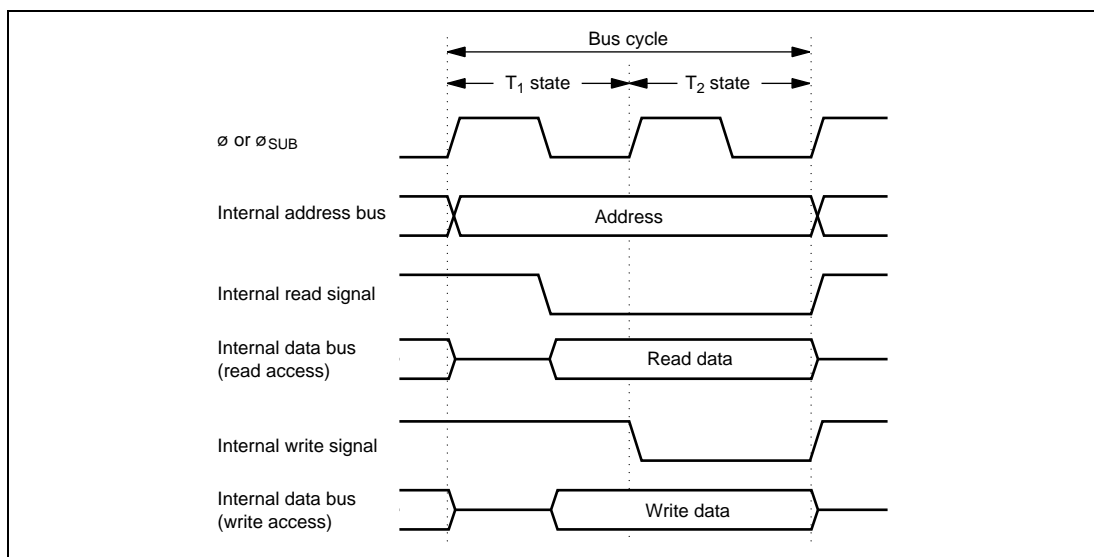 Bus cycle
T₁ state
T₂ state
ø or øSUB
Internal address bus
Address
Internal read signal
Internal data bus
(read access)
Read data
Internal write signal
Internal data bus
(write access)
Write data